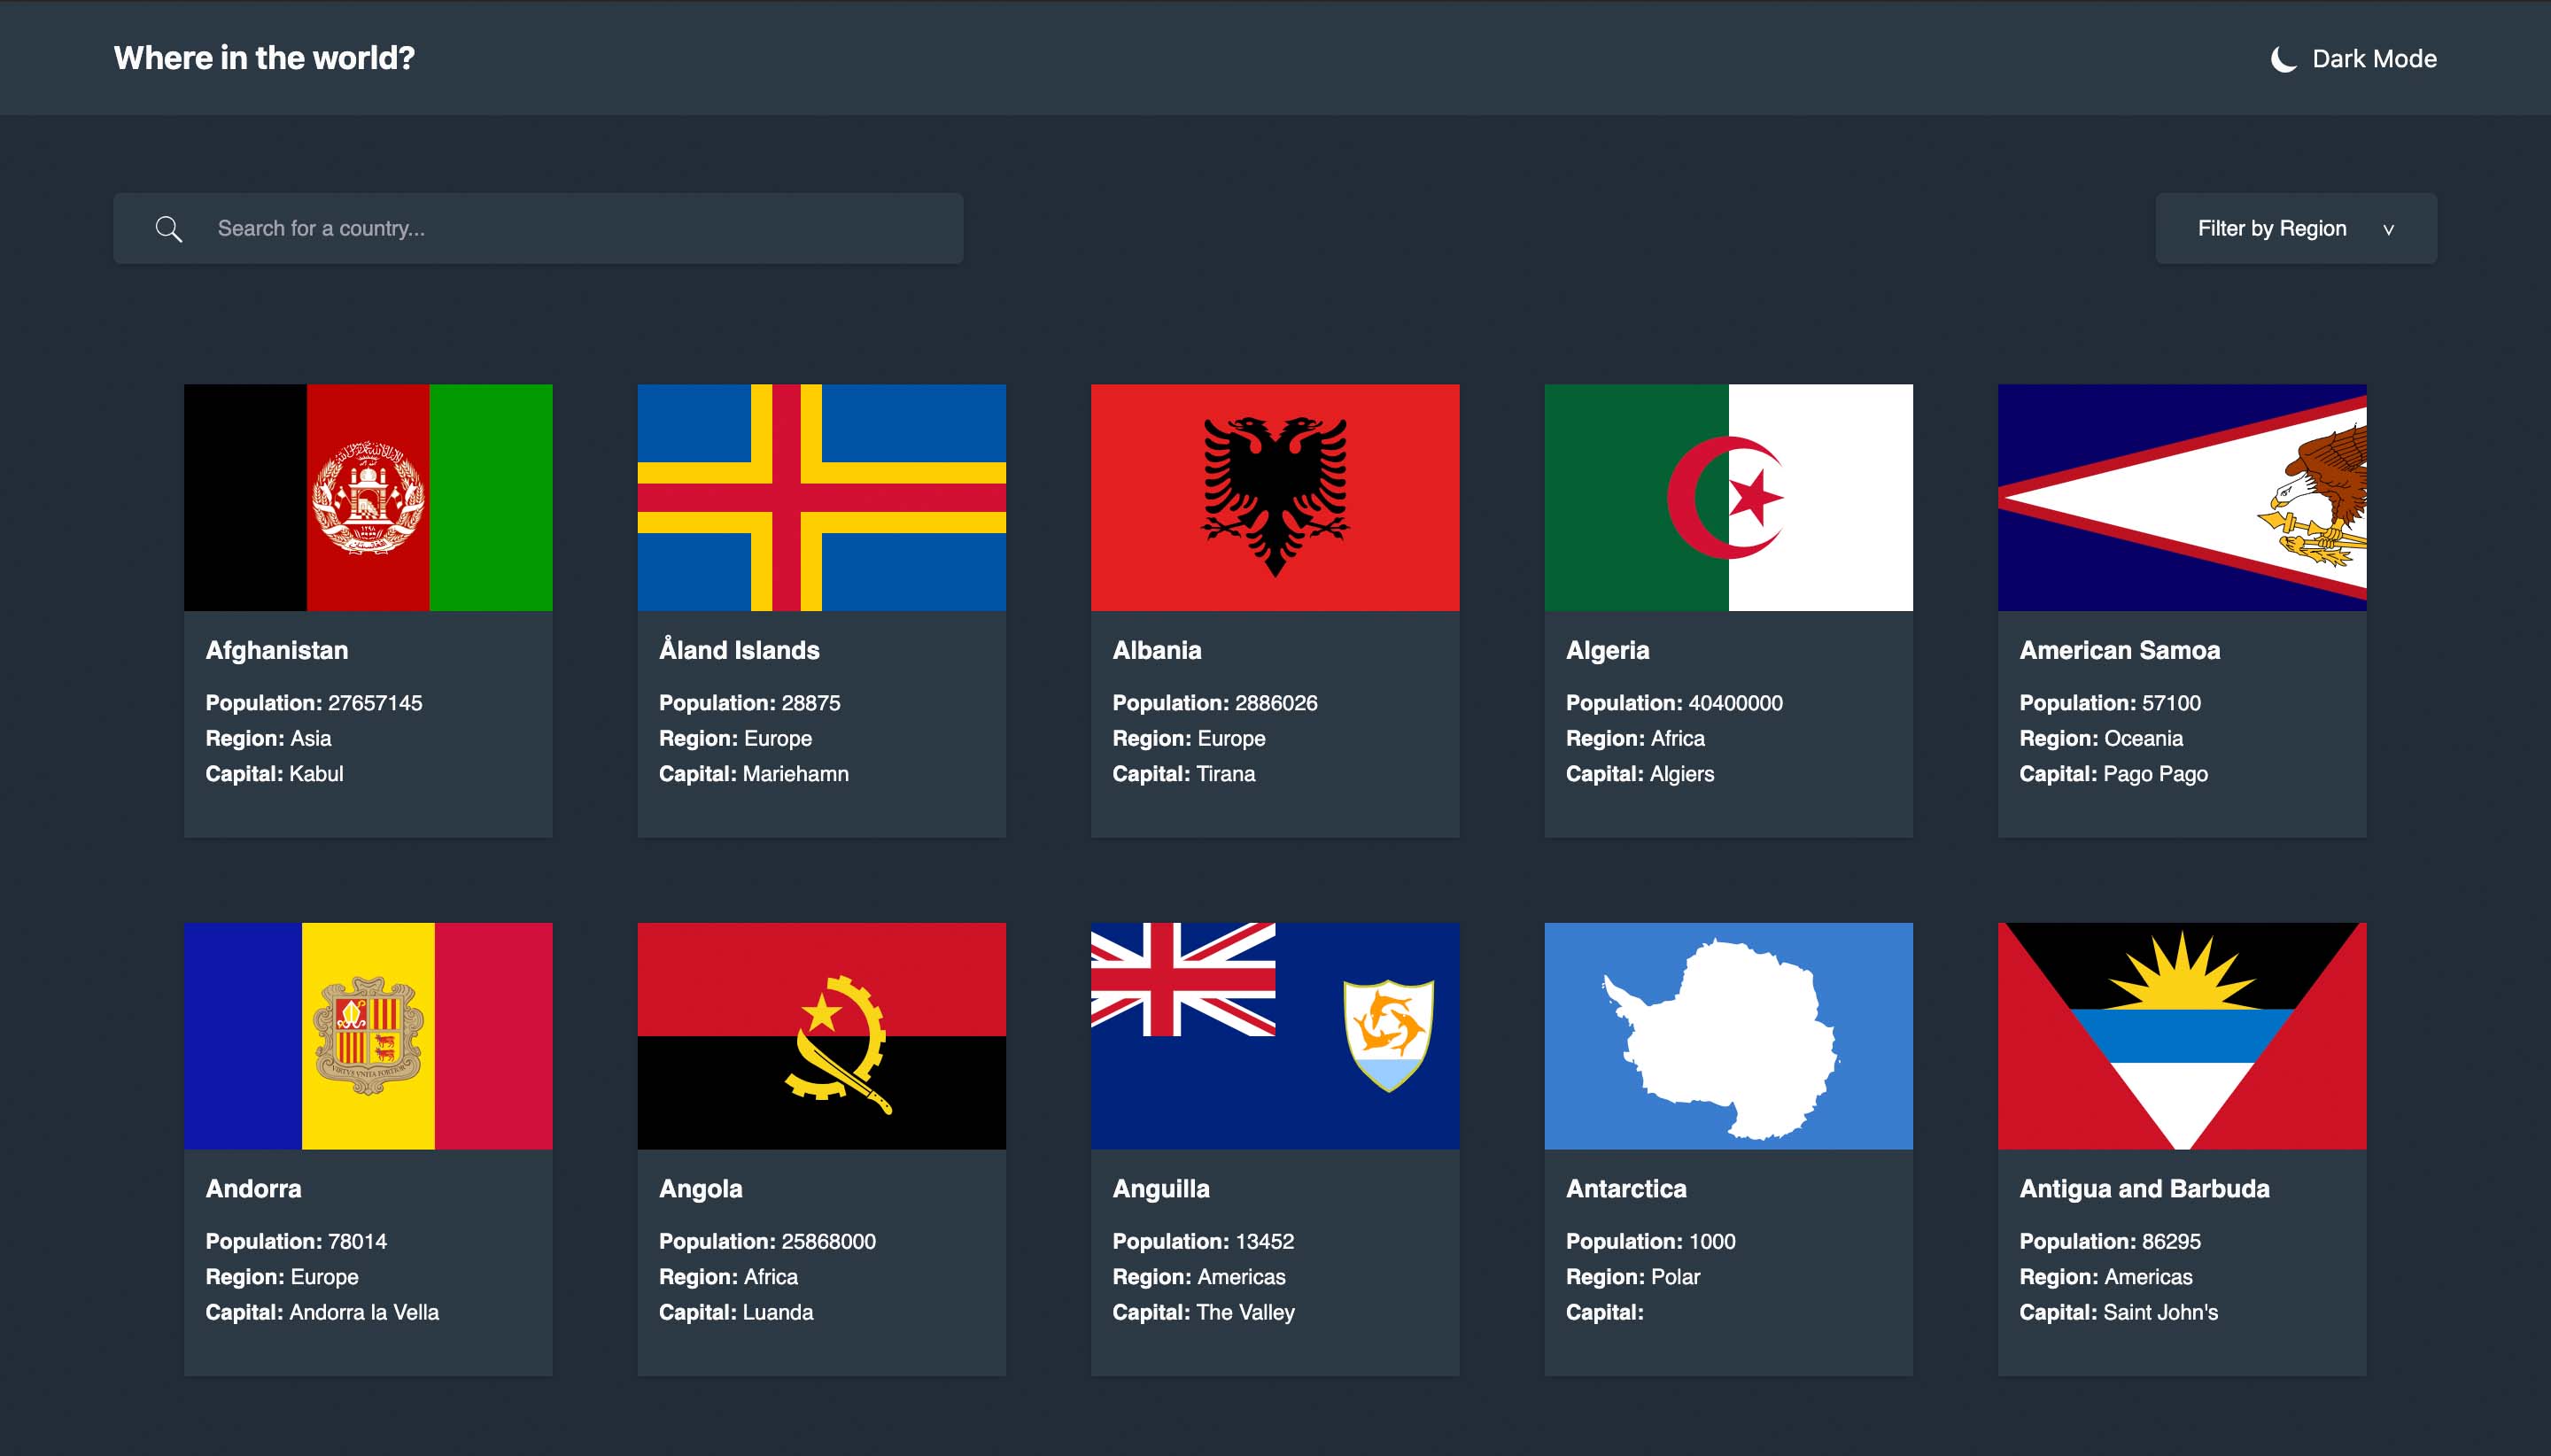 Where in the world?
Dark Mode
Search for a country...
Filter by Region
Afghanistan
Population: 27657145
Region: Asia
Capital: Kabul
Åland Islands
Population: 28875
Region: Europe
Capital: Mariehamn
Albania
Population: 2886026
Region: Europe
Capital: Tirana
Algeria
Population: 40400000
Region: Africa
Capital: Algiers
American Samoa
Population: 57100
Region: Oceania
Capital: Pago Pago
Andorra
Population: 78014
Region: Europe
Capital: Andorra la Vella
Angola
Population: 25868000
Region: Africa
Capital: Luanda
Anguilla
Population: 13452
Region: Americas
Capital: The Valley
Antarctica
Population: 1000
Region: Polar
Capital:
Antigua and Barbuda
Population: 86295
Region: Americas
Capital: Saint John's